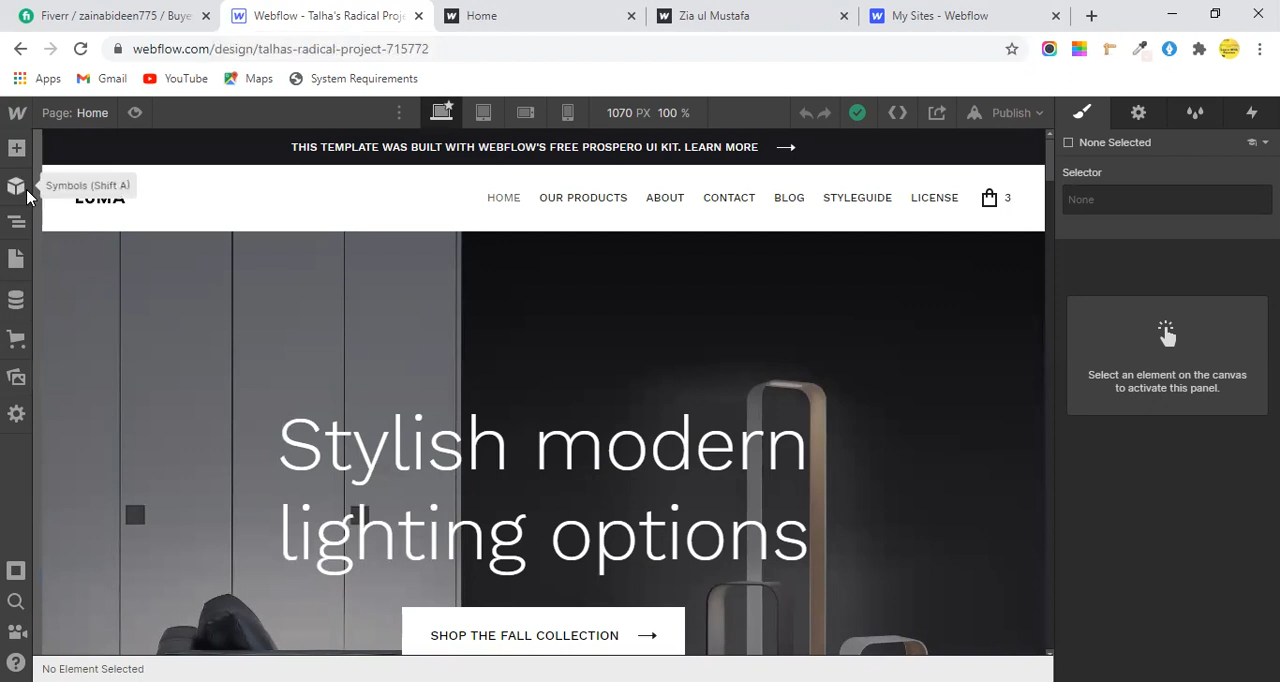 Fiverr / zainabideen775 / Buye
Webflow - Talha's Radical Proje
Home
Zia ul Mustafa
My Sites - Webflow
webflow.com/design/talhas-radical-project-715772
Apps
Gmail
YouTube
Maps
System Requirements
Page: Home
1070 PX 100 %
Publish
THIS TEMPLATE WAS BUILT WITH WEBFLOW'S FREE PROSPERO UI KIT. LEARN MORE
None Selected
Selector
None
Symbols (Shift A)
LUMA
HOME OUR PRODUCTS ABOUT CONTACT BLOG STYLEGUIDE LICENSE 3
Stylish modern
lighting options
SHOP THE FALL COLLECTION
Select an element on the canvas
to activate this panel.
No Element Selected